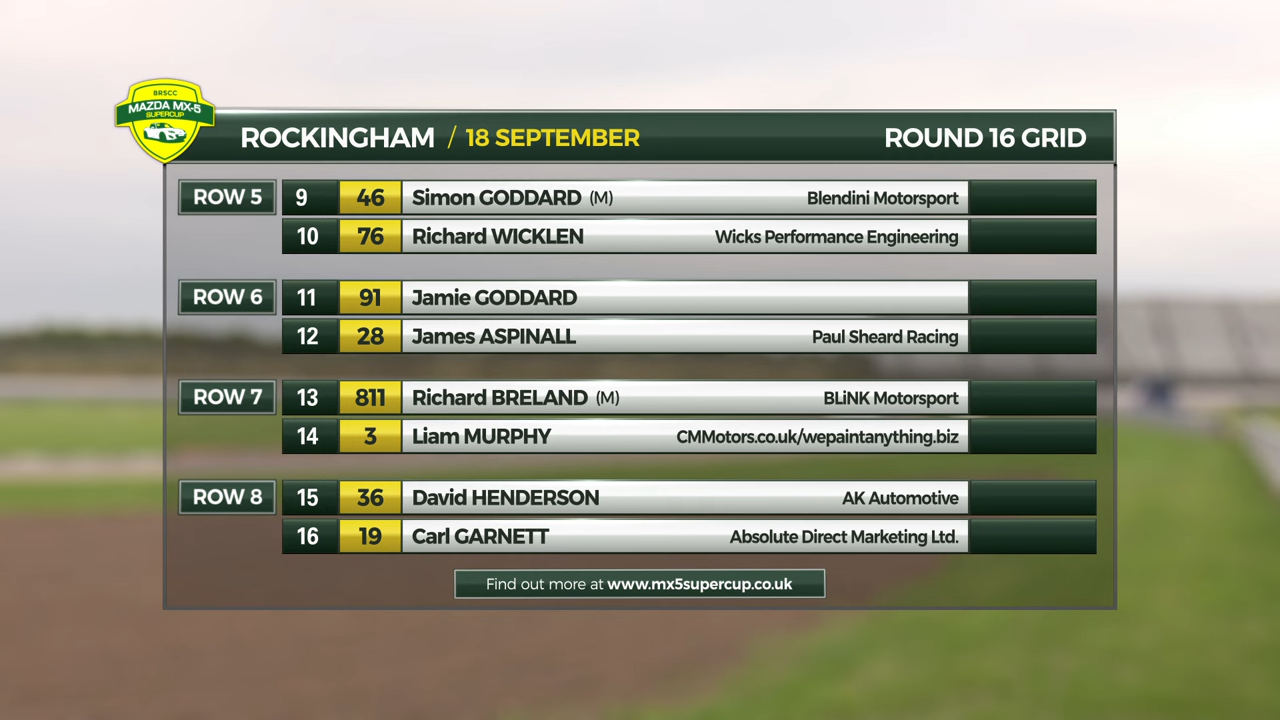 BRSCC
MAZDA MX-5
SUPERCUP
ROCKINGHAM / 18 SEPTEMBER ROUND 16 GRID
ROW 5 9 46 Simon GODDARD (M) Blendini Motorsport
10 76 Richard WICKLEN Wicks Performance Engineering
ROW 6 11 91 Jamie GODDARD
12 28 James ASPINALL Paul Sheard Racing
ROW 7 13 811 Richard BRELAND (M) BLiNK Motorsport
14 3 Liam MURPHY CMMotors.co.uk/wepaintanything.biz
ROW 8 15 36 David HENDERSON AK Automotive
16 19 Carl GARNETT Absolute Direct Marketing Ltd.
Find out more at www.mx5supercup.co.uk